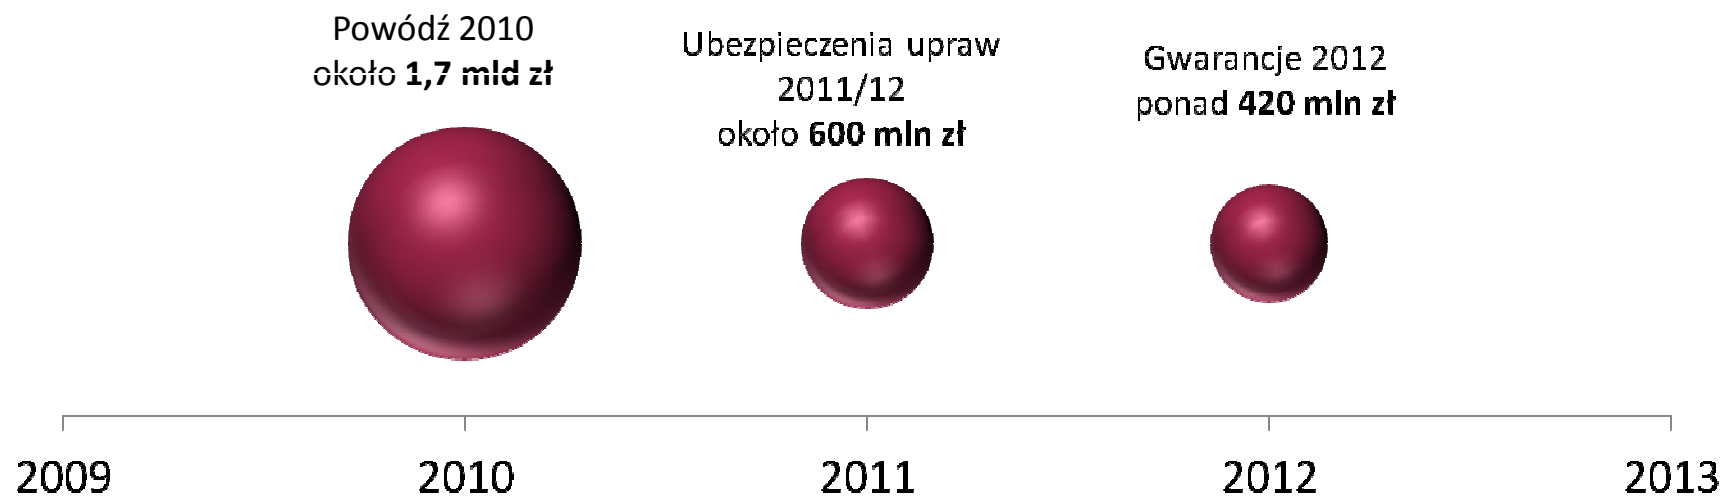 Powódź 2010
około 1,7 mld zł
Ubezpieczenia upraw
2011/12
około 600 mln zł
Gwarancje 2012
ponad 420 mln zł
2009
2010
2011
2012
2013